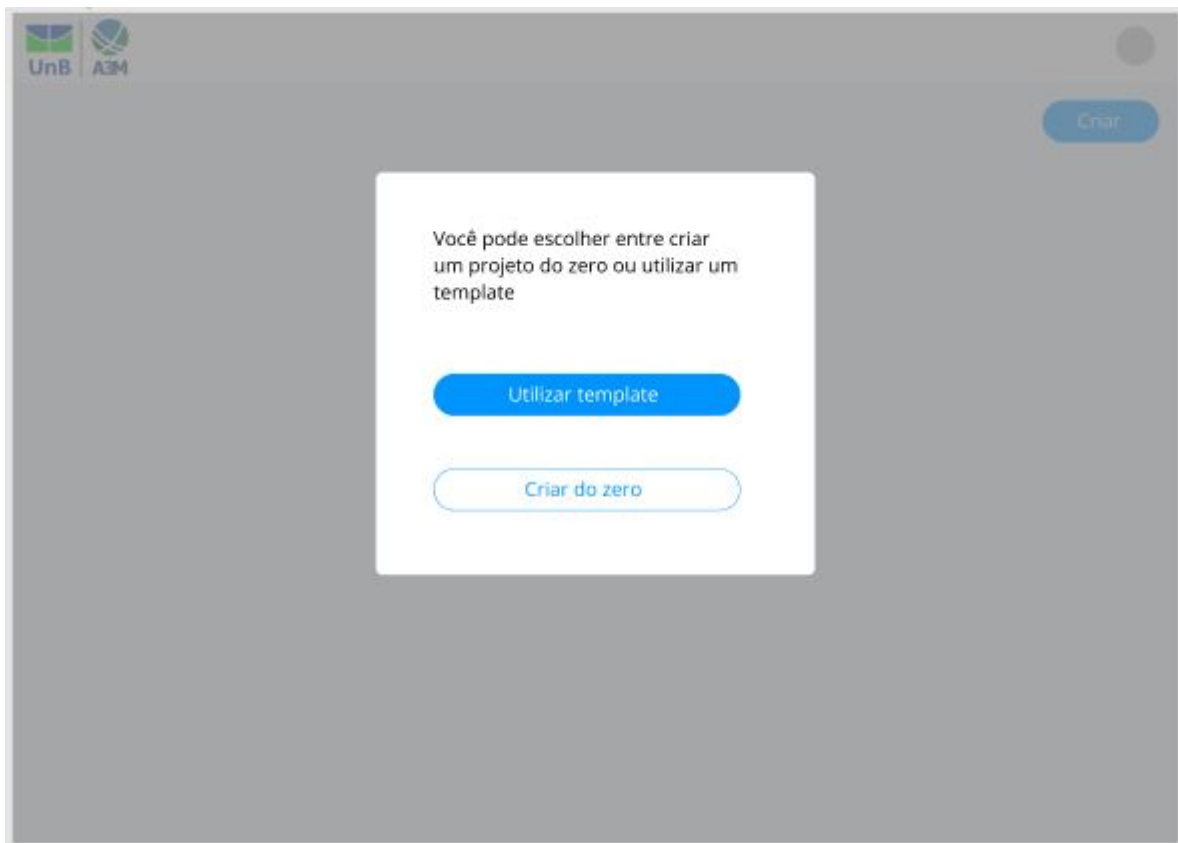 UnB A3M
Criar
Você pode escolher entre criar
um projeto do zero ou utilizar um
template
Utilizar template
Criar do zero